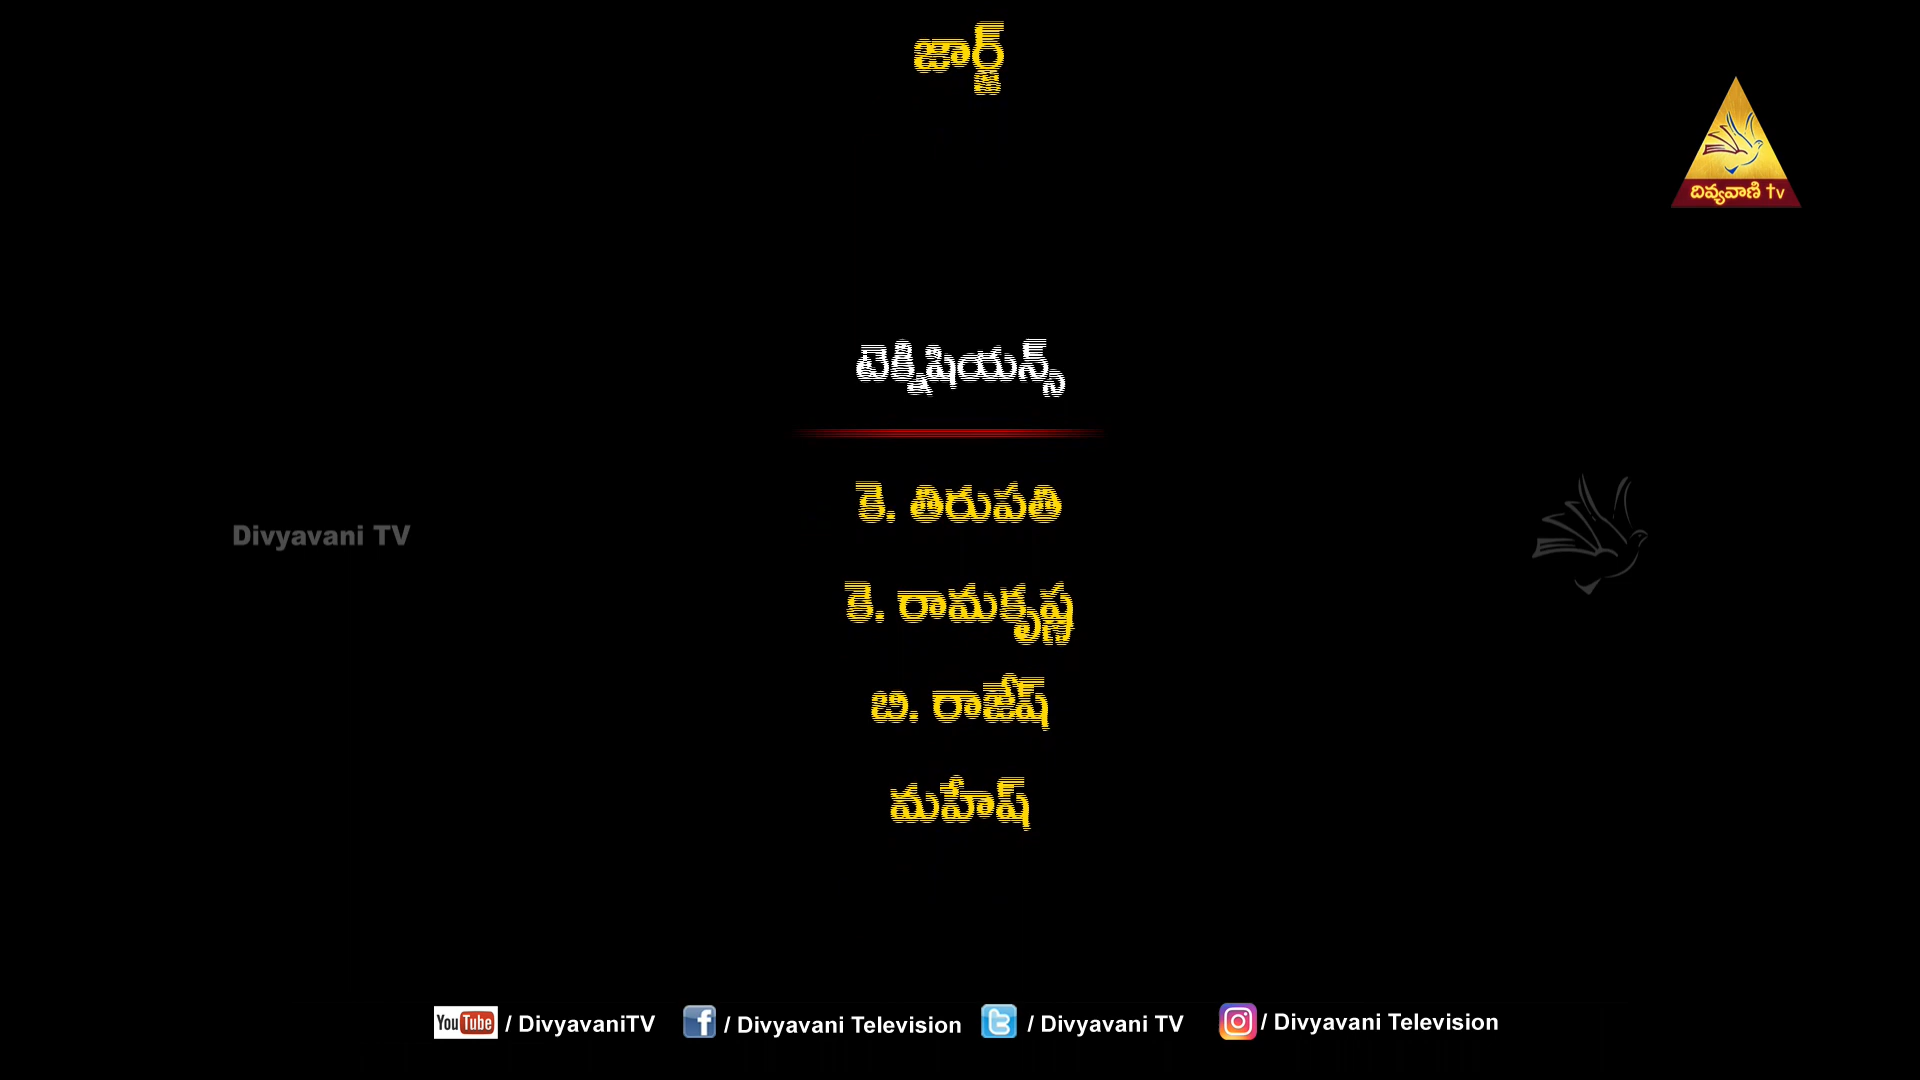 జార్జ్
దివ్యవాణి tv
టెక్నిషియన్స్
కె. తిరుపతి
Divyavani TV
కె. రామకృష్ణ
బి. రాజేష్
మహేష్
YouTube / DivyavaniTV / Divyavani Television / Divyavani TV / Divyavani Television